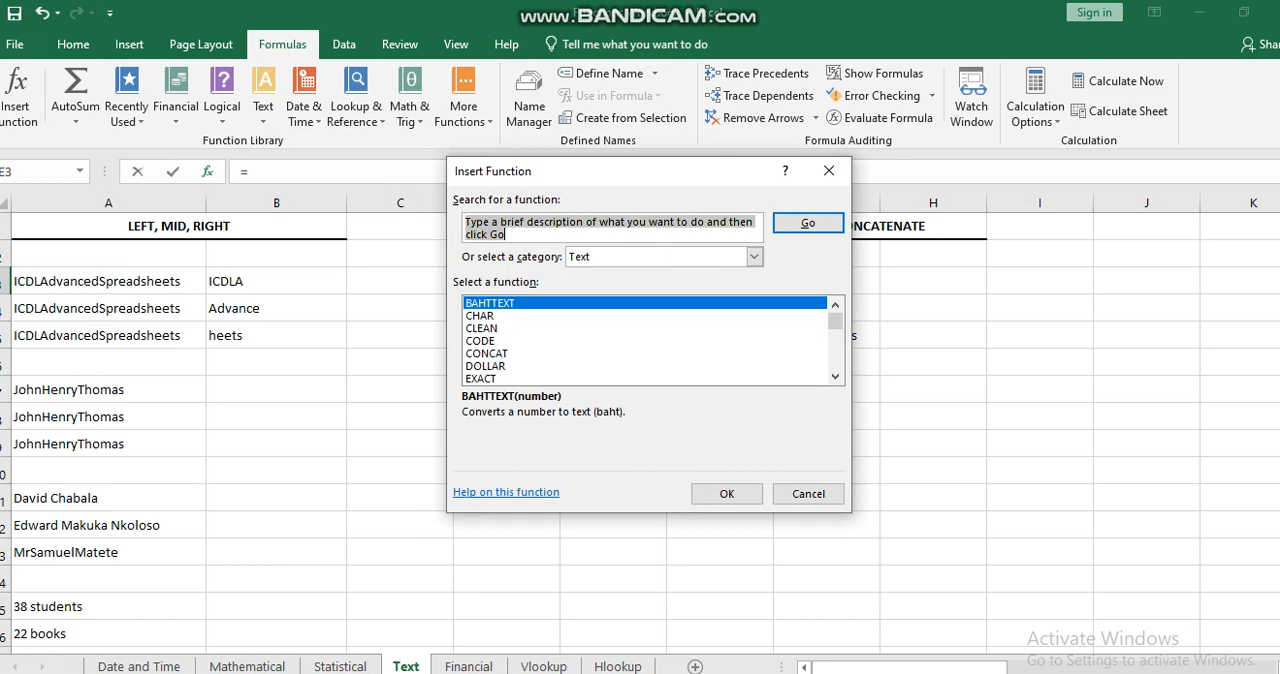 www.BANDICAM.com
Sign in
File Home Insert Page Layout Formulas Data Review View Help Tell me what you want to do
fx
AutoSum
Recently Used
Financial
Logical
Text
Date & Time
Lookup & Reference
Math & Trig
More Functions
Insert
Function Library
Name Manager
Define Name
Use in Formula
Create from Selection
Defined Names
Trace Precedents
Trace Dependents
Remove Arrows
Show Formulas
Error Checking
Evaluate Formula
Formula Auditing
Watch Window
Calculation Options
Calculate Now
Calculate Sheet
Calculation
E3
fx
=
Insert Function
?
Search for a function:
Type a brief description of what you want to do and then
click Go
Go
Or select a category: Text
Select a function:
BAHTTEXT
CHAR
CLEAN
CODE
CONCAT
DOLLAR
EXACT
BAHTTEXT(number)
Converts a number to text (baht).
Help on this function
OK
Cancel
A B C H I J K
LEFT, MID, RIGHT
NCATENATE
ICDLAdvancedSpreadsheets ICDLA
ICDLAdvancedSpreadsheets Advance
ICDLAdvancedSpreadsheets heets
s
JohnHenryThomas
JohnHenryThomas
JohnHenryThomas
David Chabala
Edward Makuka Nkoloso
MrSamuelMatete
38 students
22 books
Activate Windows
Go to Settings to activate Windows.
Date and Time Mathematical Statistical Text Financial Vlookup Hlookup